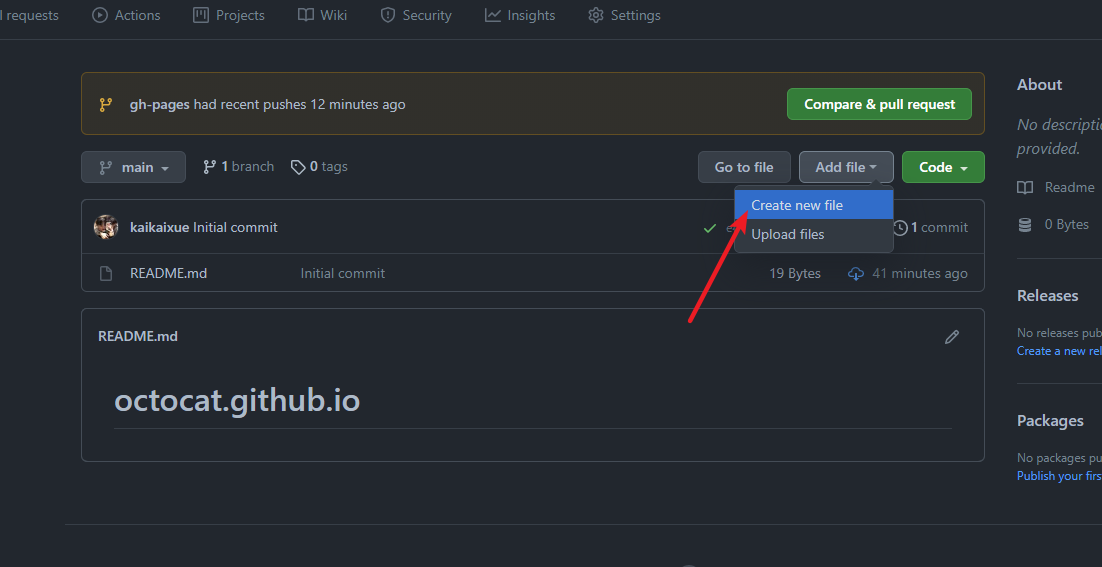 requests Actions Projects Wiki Security Insights Settings
gh-pages had recent pushes 12 minutes ago Compare & pull request
main 1 branch 0 tags Go to file Add file Code
Create new file
Upload files
kaikaixue Initial commit 1 commit
README.md Initial commit 19 Bytes 41 minutes ago
README.md
octocat.github.io
About
No descripti
provided.
Readme
0 Bytes
Releases
No releases pub
Create a new rel
Packages
No packages pu
Publish your firs